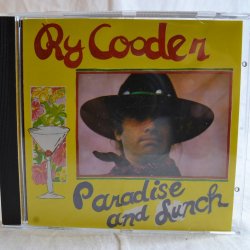 Ry Cooder
Paradise
and Lunch